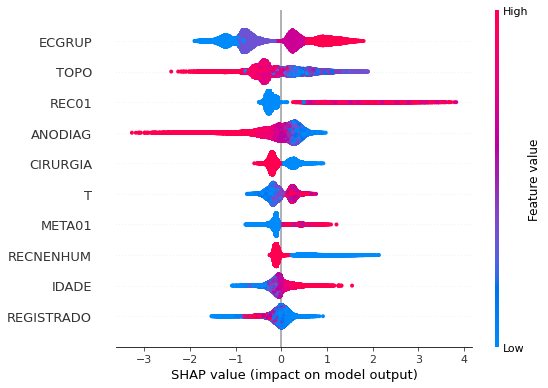 High
ECGRUP
TOPO
REC01
ANODIAG
CIRURGIA
T
META01
RECNENHUM
IDADE
REGISTRADO
Feature value
Low
−3 −2 −1 0 1 2 3 4
SHAP value (impact on model output)